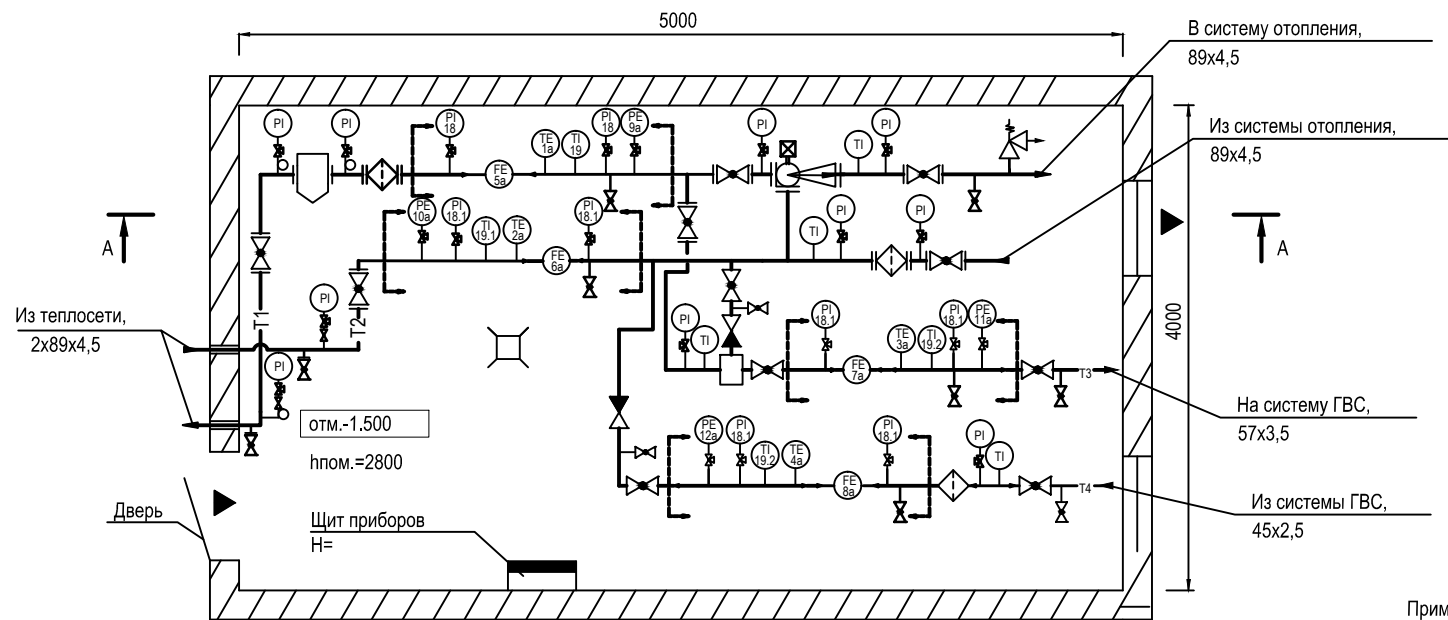 5000
В систему отопления,
89x4,5
Из системы отопления,
89x4,5
PI
PI
PI
18
TE
1a
TI
19
PI
18
PE
9a
PI
TI
PI
FE
5a
PE
10a
PI
18.1
TI
19.1
TE
2a
PI
18.1
FE
6a
TI
PI
PI
A
A
T1
T2
PI
Из теплосети,
2x89x4,5
PI
PI
TI
PI
18.1
FE
7a
TE
3a
TI
19.2
PI
18.1
PE
11a
T3
4000
На систему ГВС,
57x3,5
отм.-1.500
hпом.=2800
PE
12a
PI
18.1
TI
19.2
TE
4a
FE
8a
PI
18.1
PI
TI
T4
Из системы ГВС,
45x2,5
Дверь
Щит приборов
H=
Прим